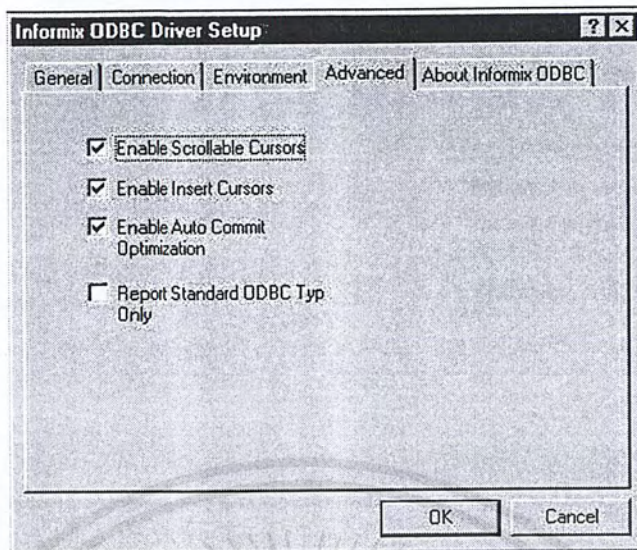 Informix ODBC Driver Setup
General
Connection
Environment
Advanced
About Informix ODBC
Enable Scrollable Cursors
Enable Insert Cursors
Enable Auto Commit
Optimization
Report Standard ODBC Typ
Only
OK
Cancel